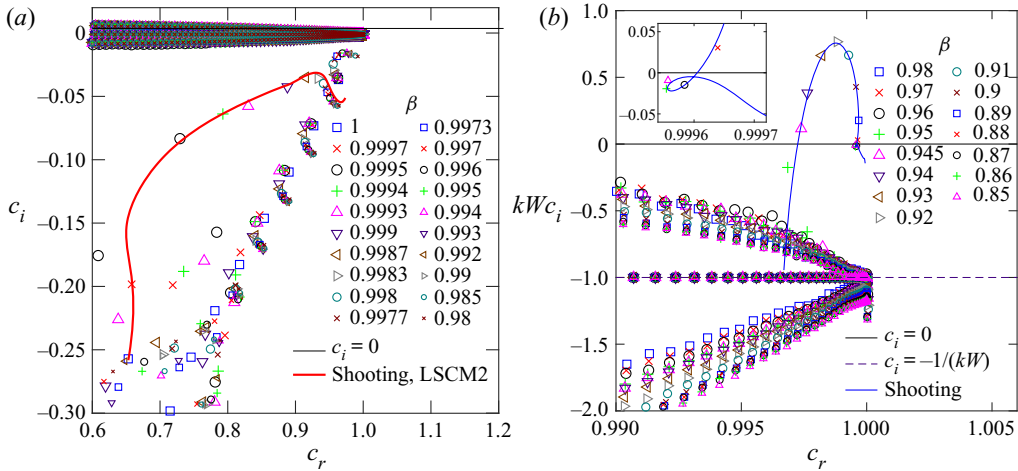 (a)
0
−0.05
−0.10
−0.15
−0.20
−0.25
−0.30
c_i
0.6 0.7 0.8 0.9 1.0 1.1 1.2
c_r
β
1 0.9973
0.9997 0.997
0.9995 0.996
0.9994 0.995
0.9993 0.994
0.999 0.993
0.9987 0.992
0.9983 0.99
0.998 0.985
0.9977 0.98
c_i = 0
Shooting, LSCM2
(b)
1.0
0.5
0
−0.5
−1.0
−1.5
−2.0
kWc_i
0.990 0.995 1.000
c_r
0.05
0
−0.05
0.9996 0.9997
β
0.98 0.91
0.97 0.9
0.96 0.89
0.95 0.88
0.945 0.87
0.94 0.86
0.93 0.85
0.92
c_i = 0
c_i = −1/(kW)
Shooting